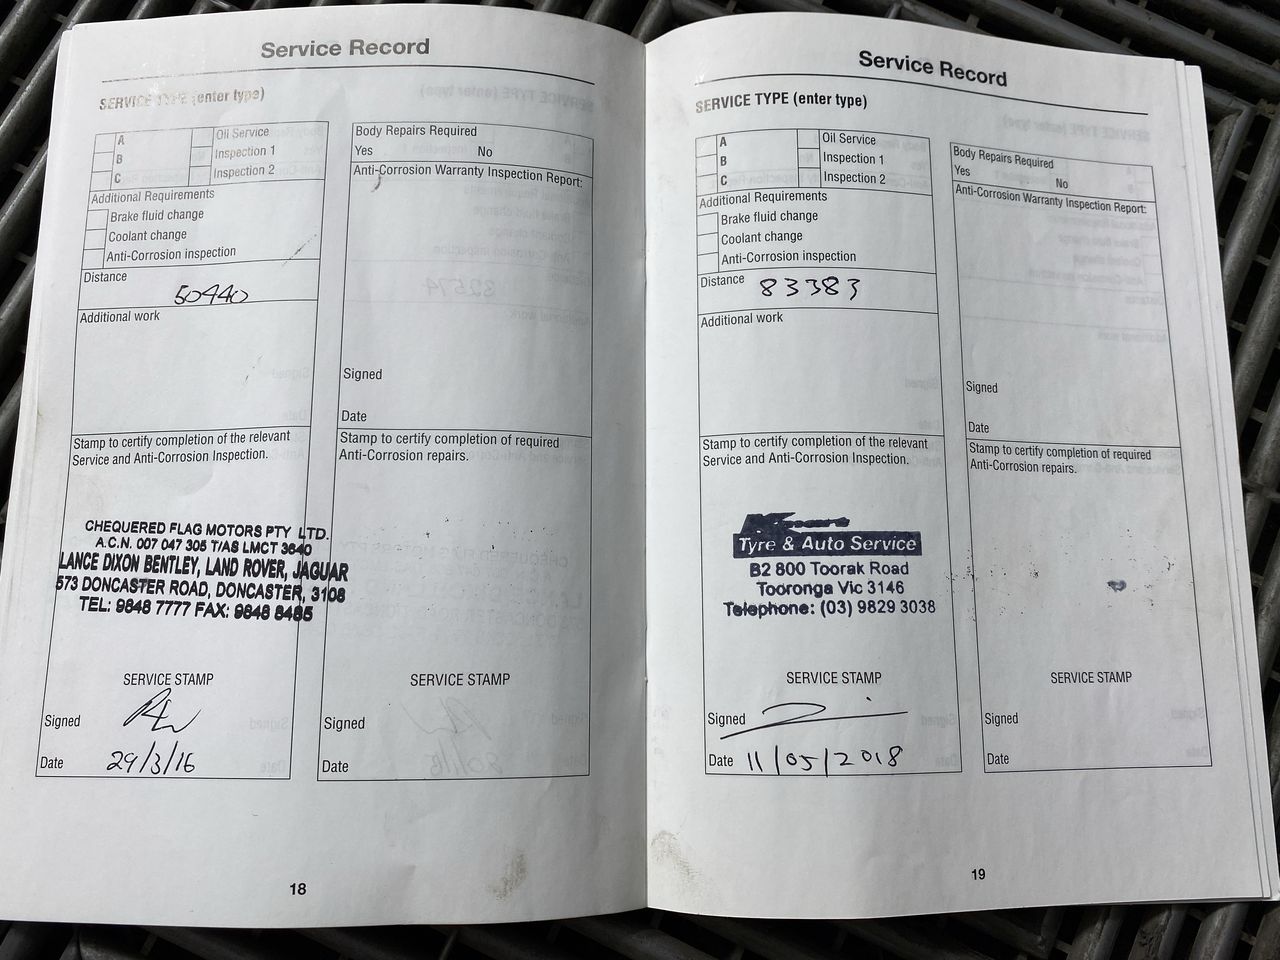 Service Record
SERVICE TYPE (enter type)
A
B
C
Oil Service
Inspection 1
Inspection 2
Additional Requirements
Brake fluid change
Coolant change
Anti-Corrosion inspection
Distance
50440
Additional work
Stamp to certify completion of the relevant
Service and Anti-Corrosion Inspection.
CHEQUERED FLAG MOTORS PTY LTD.
A.C.N. 007 047 305 T/AS LMCT 3640
LANCE DIXON BENTLEY, LAND ROVER, JAGUAR
573 DONCASTER ROAD, DONCASTER, 3108
TEL: 9848 7777 FAX: 9848 8485
SERVICE STAMP
Signed
Date 29/3/16
Body Repairs Required
Yes No
Anti-Corrosion Warranty Inspection Report:
Signed
Date
Stamp to certify completion of required
Anti-Corrosion repairs.
SERVICE STAMP
Signed
Date
18
Service Record
SERVICE TYPE (enter type)
A
B
C
Oil Service
Inspection 1
Inspection 2
Additional Requirements
Brake fluid change
Coolant change
Anti-Corrosion inspection
Distance 83383
Additional work
Stamp to certify completion of the relevant
Service and Anti-Corrosion Inspection.
Tyre & Auto Service
B2 800 Toorak Road
Tooronga Vic 3146
Telephone: (03) 9829 3038
SERVICE STAMP
Signed
Date 11/05/2018
Body Repairs Required
Yes No
Anti-Corrosion Warranty Inspection Report:
Signed
Date
Stamp to certify completion of required
Anti-Corrosion repairs.
SERVICE STAMP
Signed
Date
19